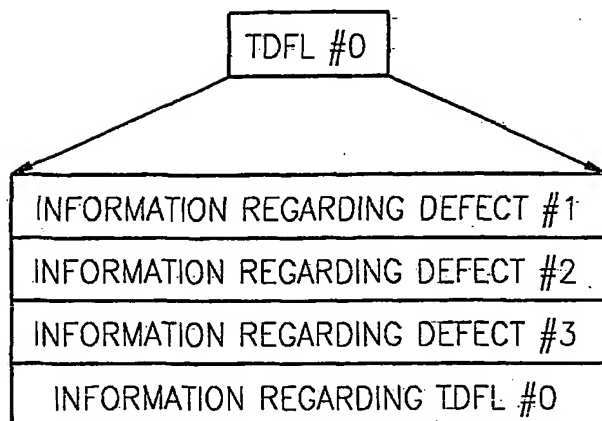 TDFL #0
INFORMATION REGARDING DEFECT #1
INFORMATION REGARDING DEFECT #2
INFORMATION REGARDING DEFECT #3
INFORMATION REGARDING TDFL #0